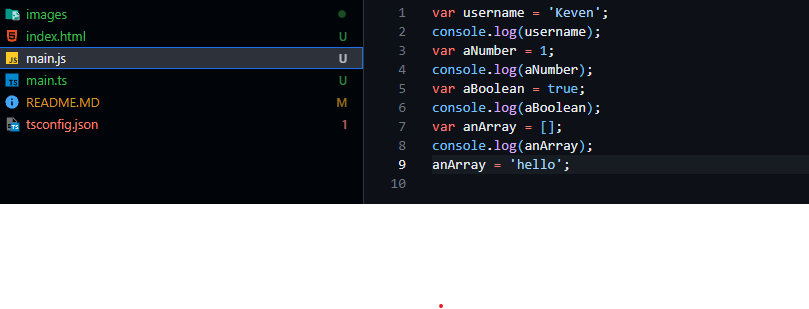 images
index.html U
main.js U
main.ts U
README.MD M
tsconfig.json 1
1 var username = 'Keven';
2 console.log(username);
3 var aNumber = 1;
4 console.log(aNumber);
5 var aBoolean = true;
6 console.log(aBoolean);
7 var anArray = [];
8 console.log(anArray);
9 anArray = 'hello';
10